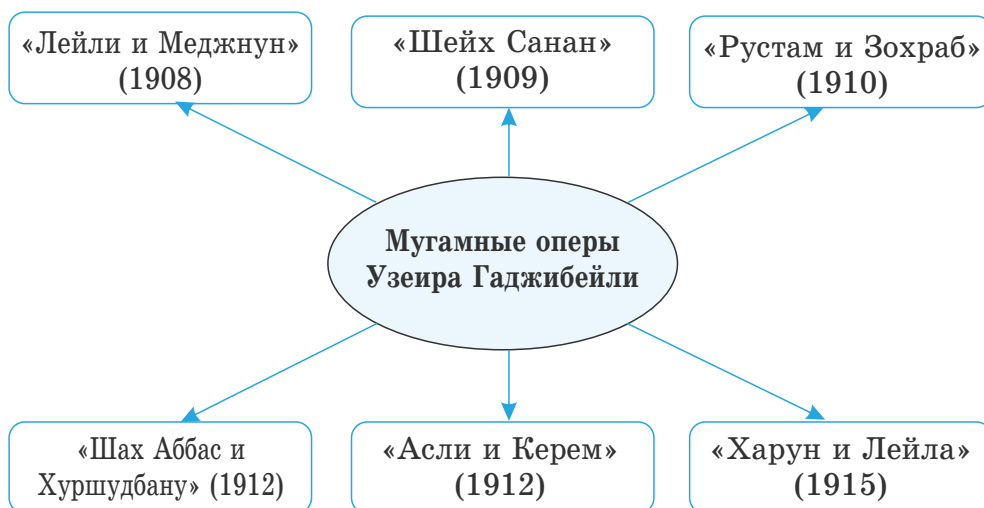 «Лейли и Меджнун»
(1908)
«Шейх Санан»
(1909)
«Рустам и Зохраб»
(1910)
Мугамные оперы
Узеира Гаджибейли
«Шах Аббас и
Хуршудбану» (1912)
«Асли и Керем»
(1912)
«Харун и Лейла»
(1915)